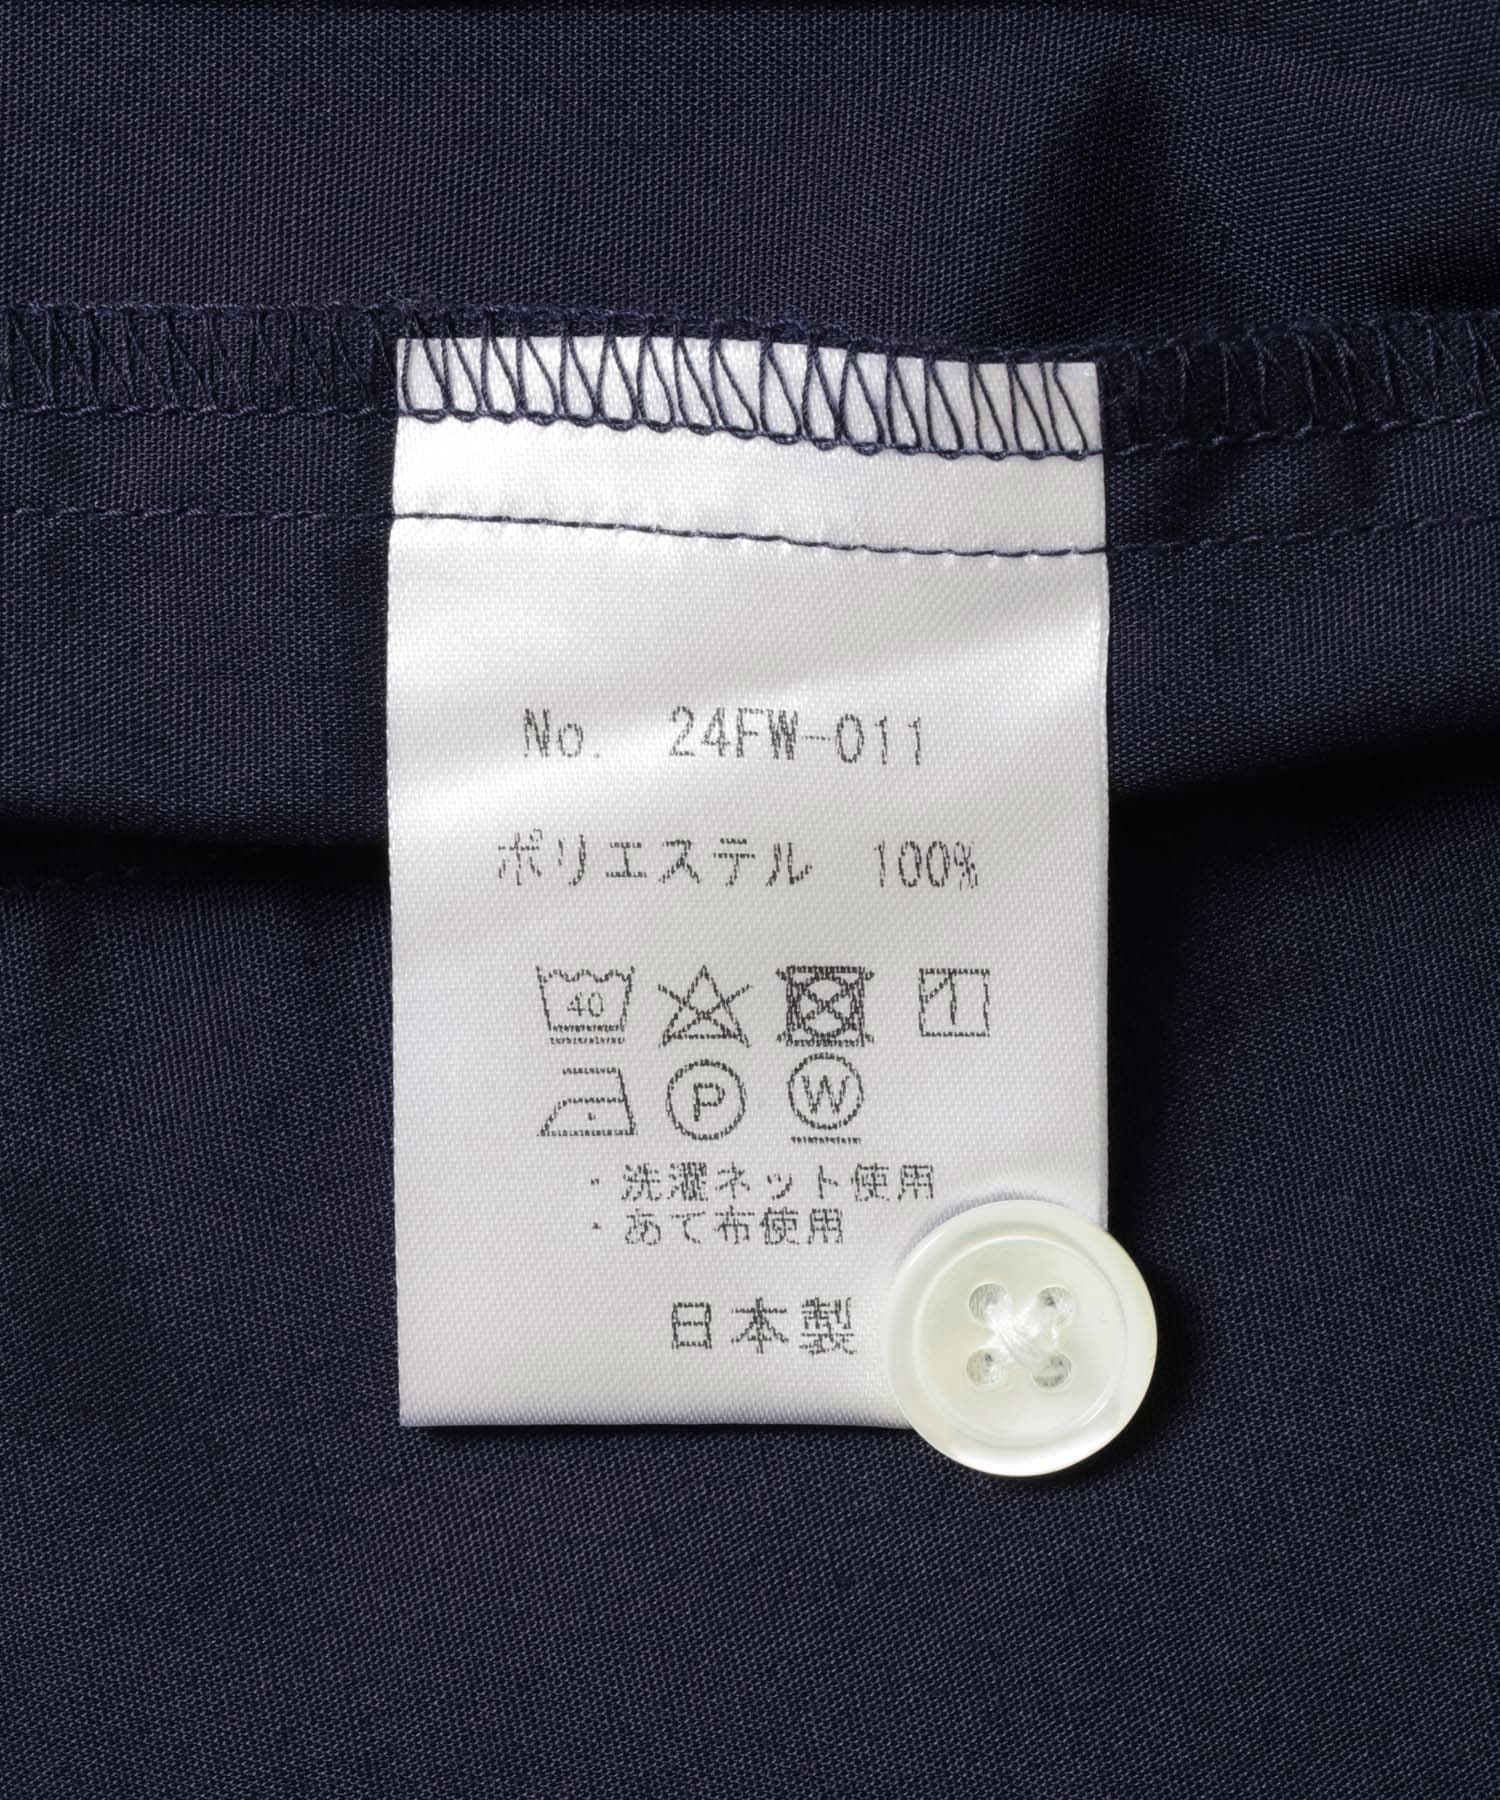 No. 24FW-011
ポリエステル 100%
40
P W
・洗濯ネット使用
・あて布使用
日本製